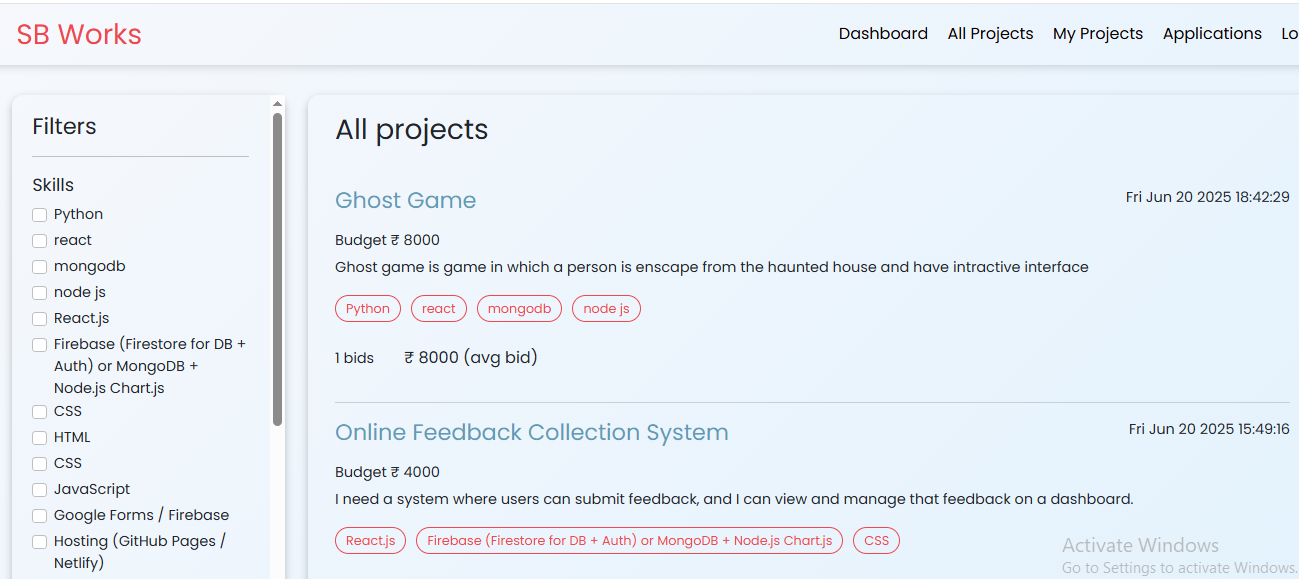 SB Works
Dashboard All Projects My Projects Applications Lo
Filters
Skills
Python
react
mongodb
node js
React.js
Firebase (Firestore for DB +
Auth) or MongoDB +
Node.js Chart.js
CSS
HTML
CSS
JavaScript
Google Forms / Firebase
Hosting (GitHub Pages /
Netlify)
All projects
Ghost Game Fri Jun 20 2025 18:42:29
Budget ₹ 8000
Ghost game is game in which a person is enscape from the haunted house and have intractive interface
Python react mongodb node js
1 bids ₹ 8000 (avg bid)
Online Feedback Collection System Fri Jun 20 2025 15:49:16
Budget ₹ 4000
I need a system where users can submit feedback, and I can view and manage that feedback on a dashboard.
React.js Firebase (Firestore for DB + Auth) or MongoDB + Node.js Chart.js CSS
Activate Windows
Go to Settings to activate Windows.